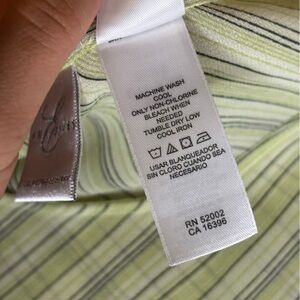 MACHINE WASH
COOL
ONLY NON-CHLORINE
BLEACH WHEN
NEEDED
TUMBLE DRY LOW
COOL IRON
USAR BLANQUEADOR
SIN CLORO CUANDO SEA
NECESARIO
RN 52002
CA 16396